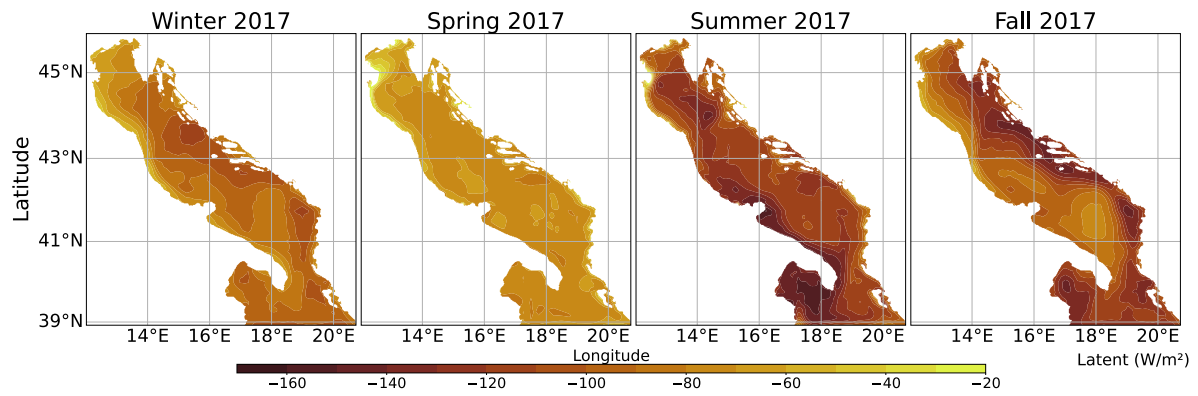 Winter 2017 Spring 2017 Summer 2017 Fall 2017
45°N
43°N
41°N
39°N
Latitude
14°E 16°E 18°E 20°E 14°E 16°E 18°E 20°E 14°E 16°E 18°E 20°E 14°E 16°E 18°E 20°E
Longitude
Latent (W/m²)
−160 −140 −120 −100 −80 −60 −40 −20